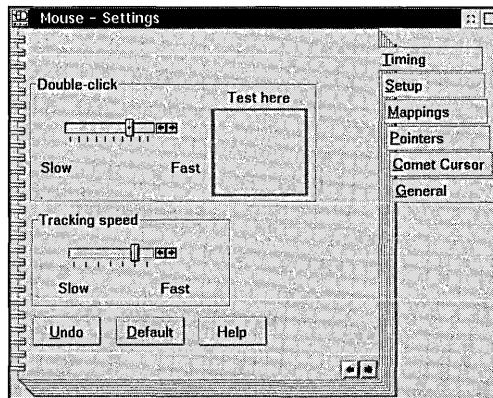 Mouse - Settings
Timing
Setup
Mappings
Pointers
Comet Cursor
General
Double-click
Test here
Slow Fast
Tracking speed
Slow Fast
Undo Default Help